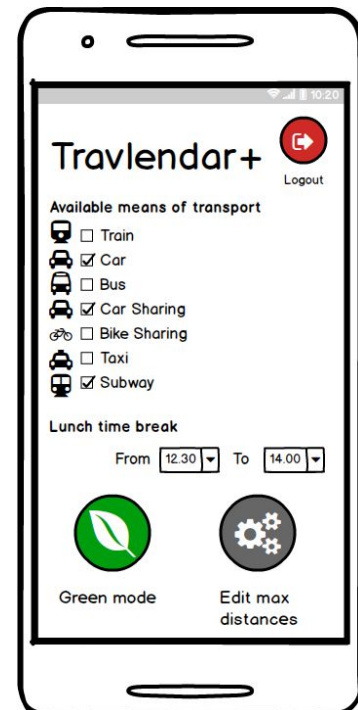 10:20
Travlendar+
Logout
Available means of transport
Train
Car
Bus
Car Sharing
Bike Sharing
Taxi
Subway
Lunch time break
From 12.30 To 14.00
Green mode
Edit max
distances